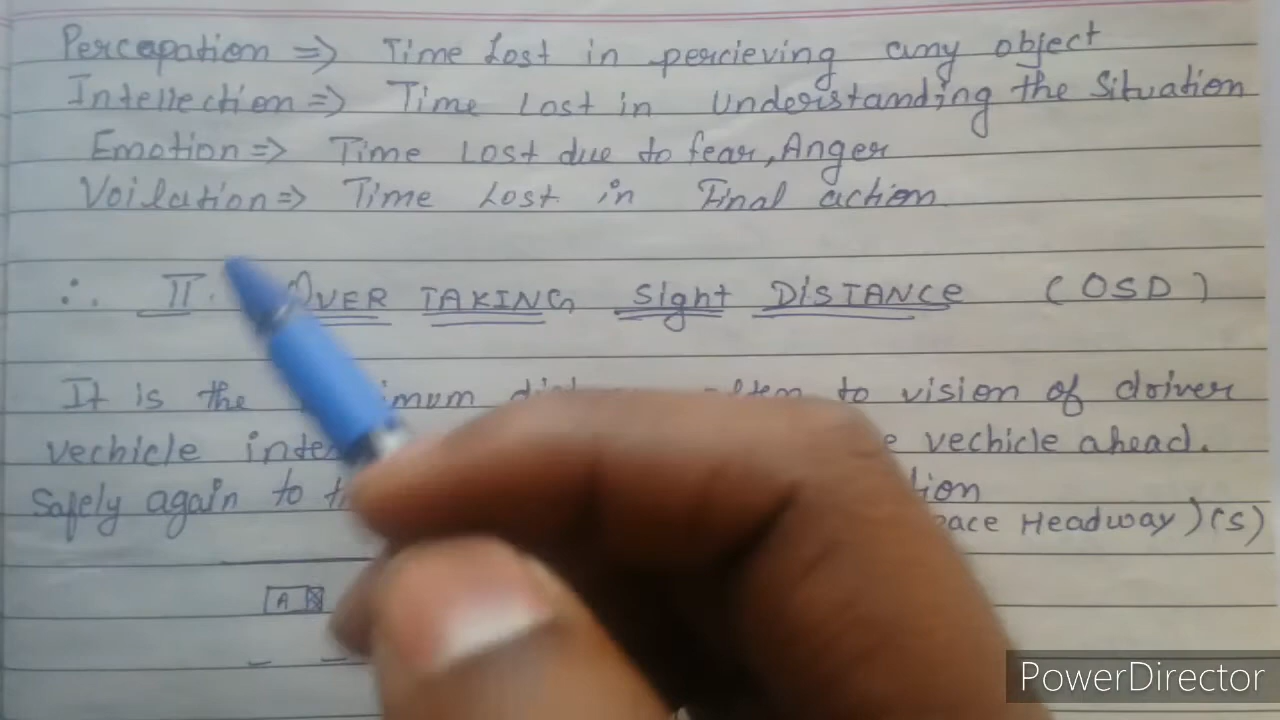 Percepation => Time Lost in percieving any object
Intellection => Time Lost in Understanding the Situation
Emotion => Time Lost due to fear, Anger
Voilation => Time Lost in Final action
∴ II. OVER TAKING Sight DISTANCE (OSD)
It is the to vision of driver
vechicle vechicle ahead.
Safely again to
Headway) (S)
A
PowerDirector